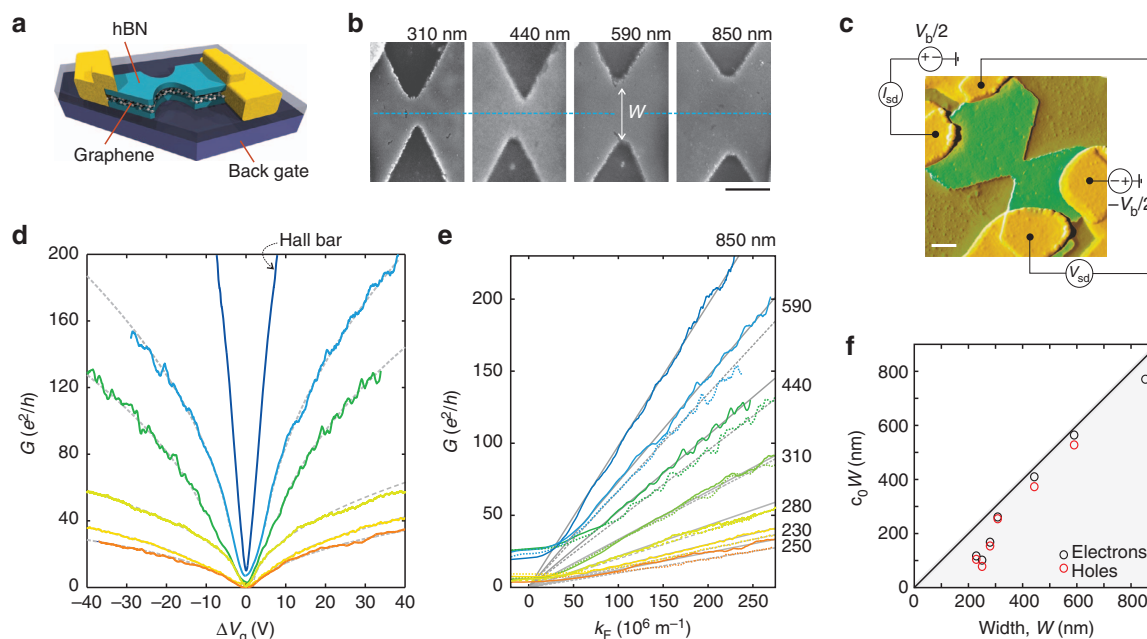 a
hBN
Graphene
Back gate
b
310 nm
440 nm
590 nm
850 nm
W
c
V_b/2
+ −
I_sd
− +
−V_b/2
V_sd
d
Hall bar
G (e²/h)
200
160
120
80
40
0
−40 −30 −20 −10 0 10 20 30 40
ΔV_g (V)
e
850 nm
590
440
310
280
230
250
G (e²/h)
200
150
100
50
0
0 50 100 150 200 250
k_F (10⁶ m⁻¹)
f
c₀W (nm)
800
600
400
200
0
Electrons
Holes
0 200 400 600 800
Width, W (nm)